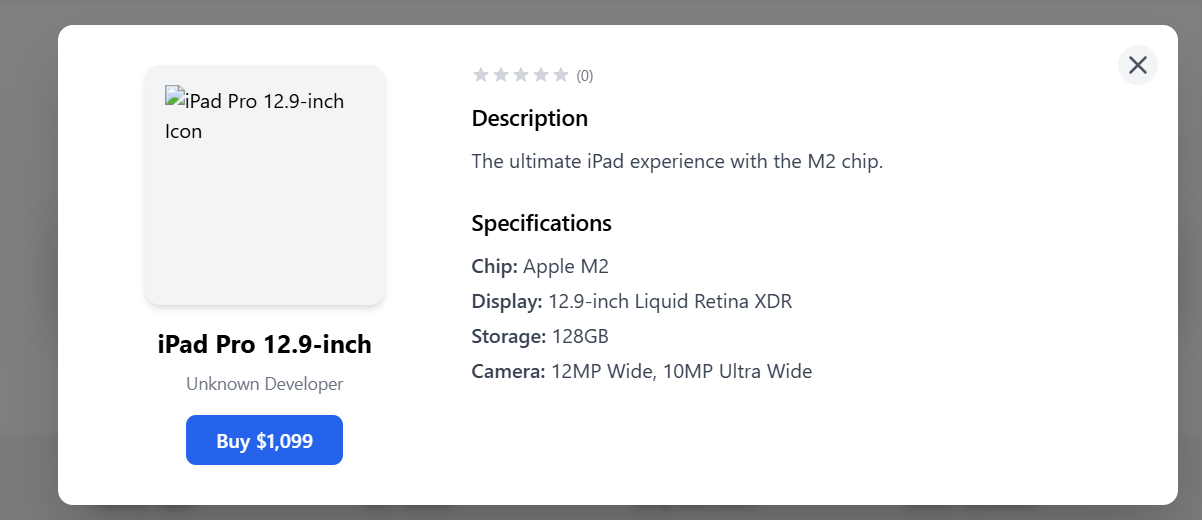 iPad Pro 12.9-inch
Icon
iPad Pro 12.9-inch
Unknown Developer
Buy $1,099
(0)
Description
The ultimate iPad experience with the M2 chip.
Specifications
Chip: Apple M2
Display: 12.9-inch Liquid Retina XDR
Storage: 128GB
Camera: 12MP Wide, 10MP Ultra Wide